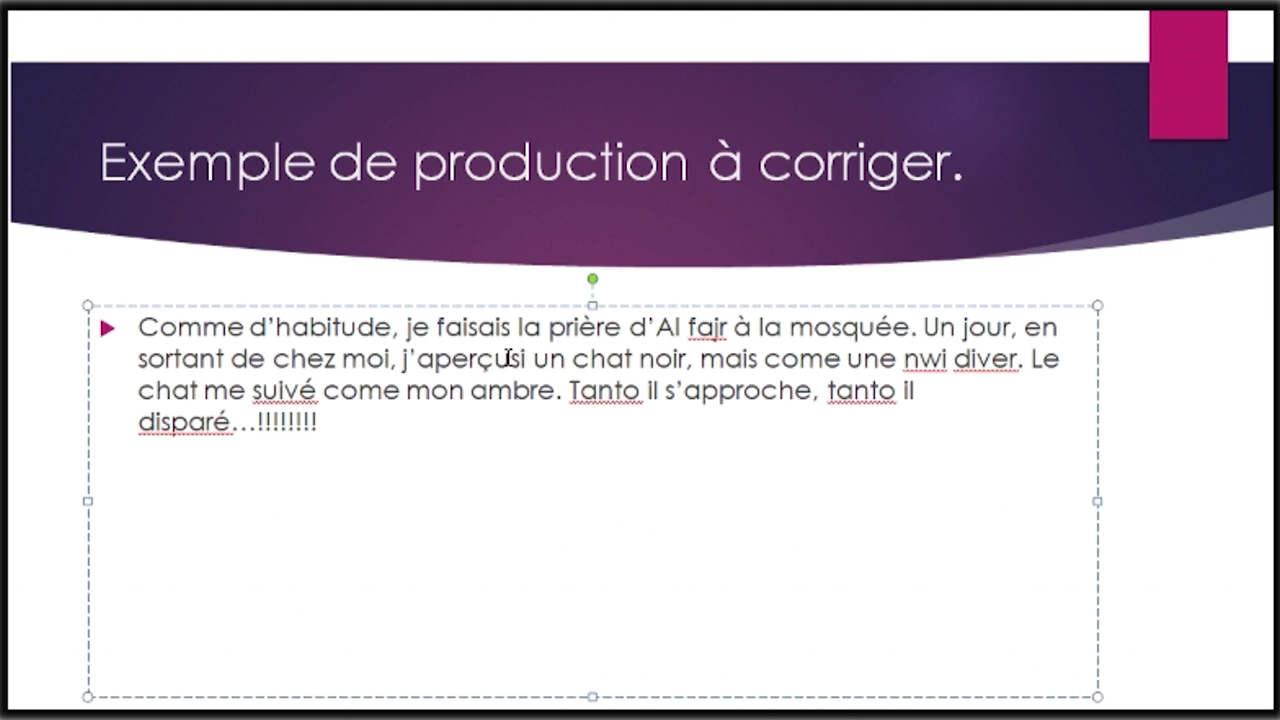 Exemple de production à corriger.
Comme d’habitude, je faisais la prière d’Al fajr à la mosquée. Un jour, en
sortant de chez moi, j’aperçusi un chat noir, mais come une nwi diver. Le
chat me suivé come mon ambre. Tanto il s’approche, tanto il
disparé…!!!!!!!!